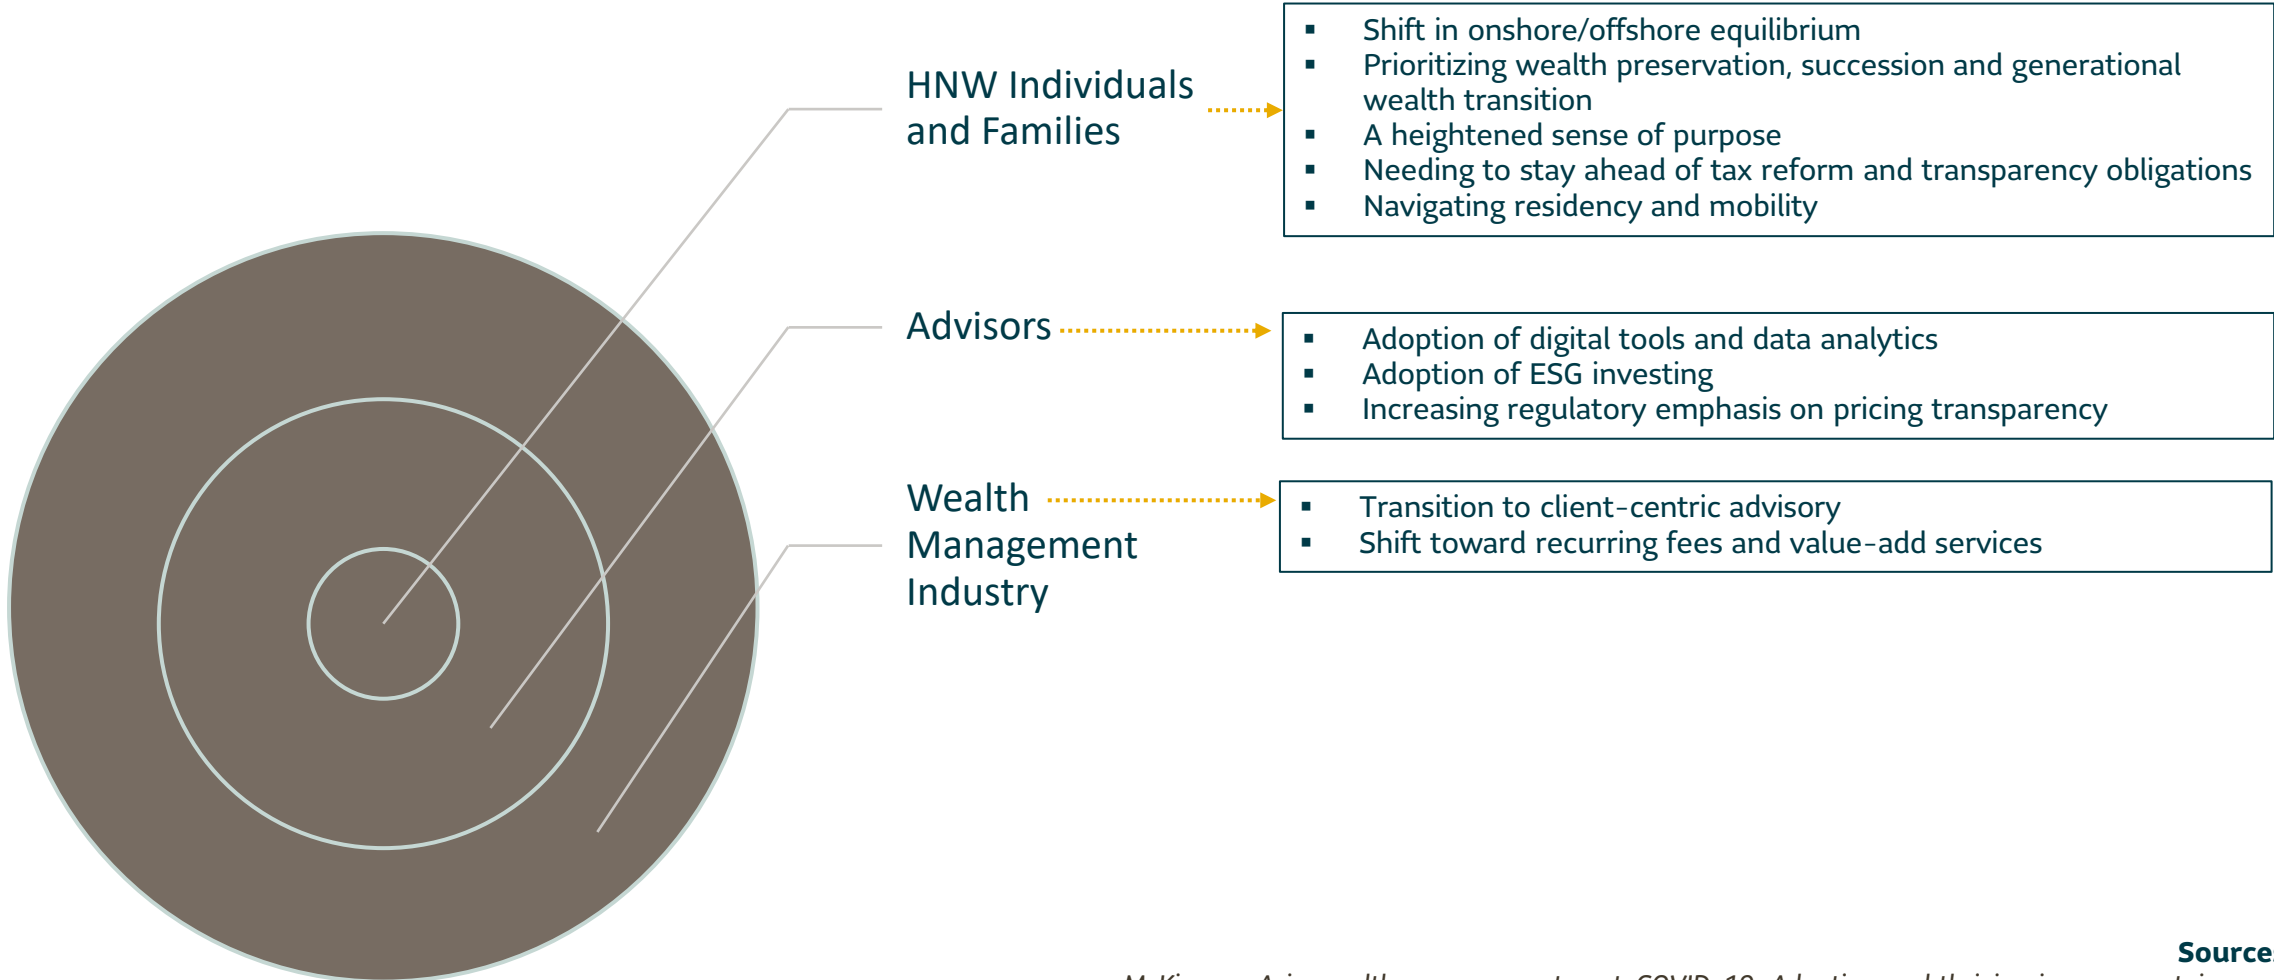 HNW Individuals
and Families
▪ Shift in onshore/offshore equilibrium
▪ Prioritizing wealth preservation, succession and generational
wealth transition
▪ A heightened sense of purpose
▪ Needing to stay ahead of tax reform and transparency obligations
▪ Navigating residency and mobility
Advisors
▪ Adoption of digital tools and data analytics
▪ Adoption of ESG investing
▪ Increasing regulatory emphasis on pricing transparency
Wealth
Management
Industry
▪ Transition to client-centric advisory
▪ Shift toward recurring fees and value-add services
Sources